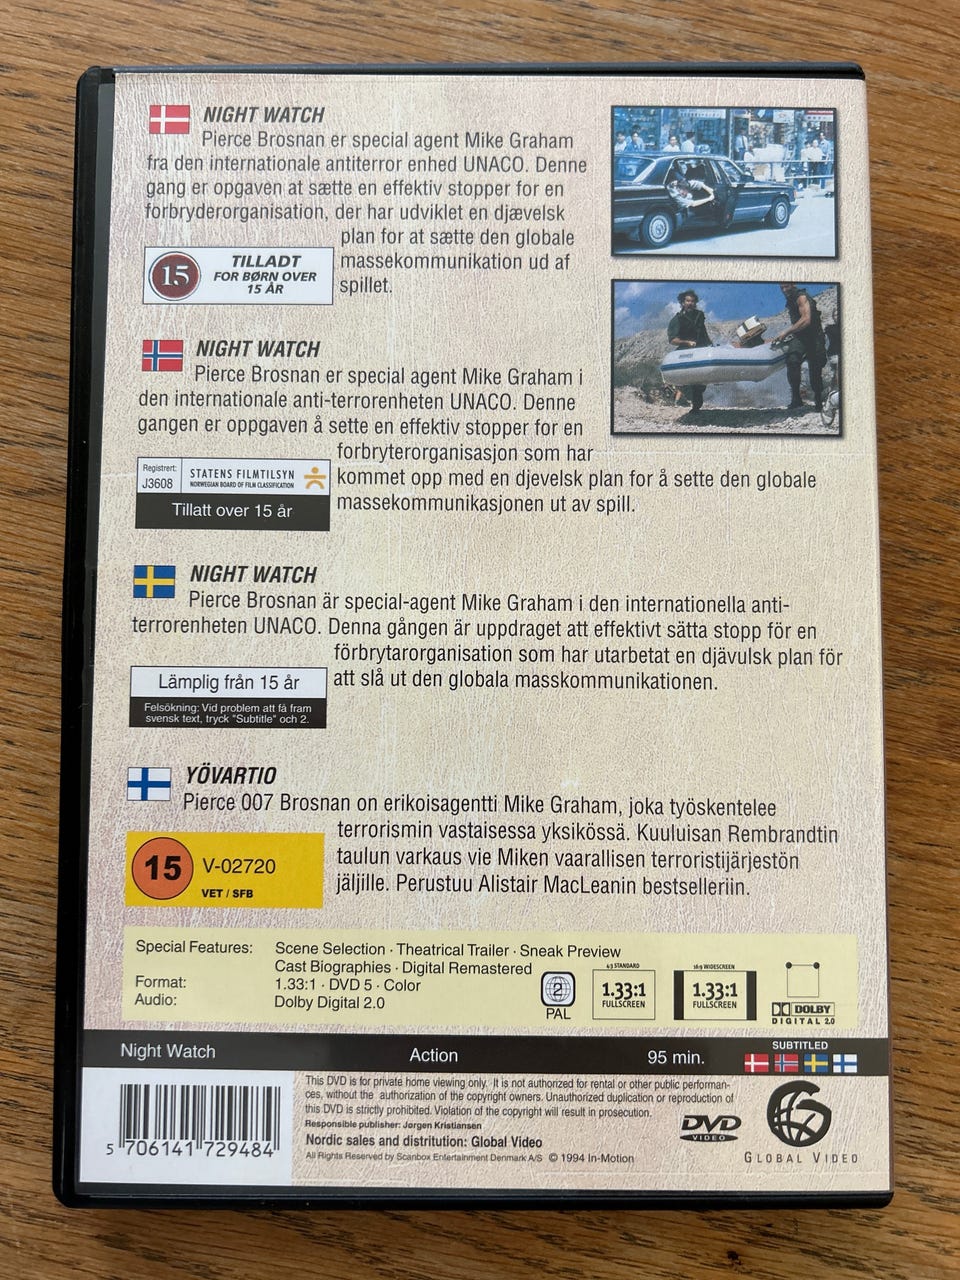 NIGHT WATCH
Pierce Brosnan er special agent Mike Graham
fra den internationale antiterror enhed UNACO. Denne
gang er opgaven at sætte en effektiv stopper for en
forbryderorganisation, der har udviklet en djævelsk
plan for at sætte den globale
massekommunikation ud af
spillet.
15
TILLADT
FOR BØRN OVER
15 ÅR
NIGHT WATCH
Pierce Brosnan er special agent Mike Graham i
den internationale anti-terrorenheten UNACO. Denne
gangen er oppgaven å sette en effektiv stopper for en
forbryterorganisasjon som har
kommet opp med en djevelsk plan for å sette den globale
massekommunikasjonen ut av spill.
Registrert:
J3608
STATENS FILMTILSYN
NORWEGIAN BOARD OF FILM CLASSIFICATION
Tillatt over 15 år
NIGHT WATCH
Pierce Brosnan är special-agent Mike Graham i den internationella anti-
terrorenheten UNACO. Denna gången är uppdraget att effektivt sätta stopp för en
förbrytarorganisation som har utarbetat en djävulsk plan för
att slå ut den globala masskommunikationen.
Lämplig från 15 år
Felsökning: Vid problem att få fram
svensk text, tryck "Subtitle" och 2.
YÖVARTIO
Pierce 007 Brosnan on erikoisagentti Mike Graham, joka työskentelee
terrorismin vastaisessa yksikössä. Kuuluisan Rembrandtin
taulun varkaus vie Miken vaarallisen terroristijärjestön
jäljille. Perustuu Alistair MacLeanin bestselleriin.
15
V-02720
VET / SFB
Special Features: Scene Selection · Theatrical Trailer · Sneak Preview
Cast Biographies · Digital Remastered
Format: 1.33:1 · DVD 5 · Color
Audio: Dolby Digital 2.0
2
PAL
4:3 STANDARD
1.33:1
FULLSCREEN
16:9 WIDESCREEN
1.33:1
FULLSCREEN
DOLBY
DIGITAL 2.0
Night Watch Action 95 min.
SUBTITLED
5 706141 729484
This DVD is for private home viewing only. It is not authorized for rental or other public performan-
ces, without the authorization of the copyright owners. Unauthorized duplication or reproduction of
this DVD is strictly prohibited. Violation of the copyright will result in prosecution.
Responsible publisher: Jørgen Kristiansen
Nordic sales and distritution: Global Video
All Rights Reserved by Scanbox Entertainment Denmark A/S © 1994 In-Motion
DVD
VIDEO
GLOBAL VIDEO